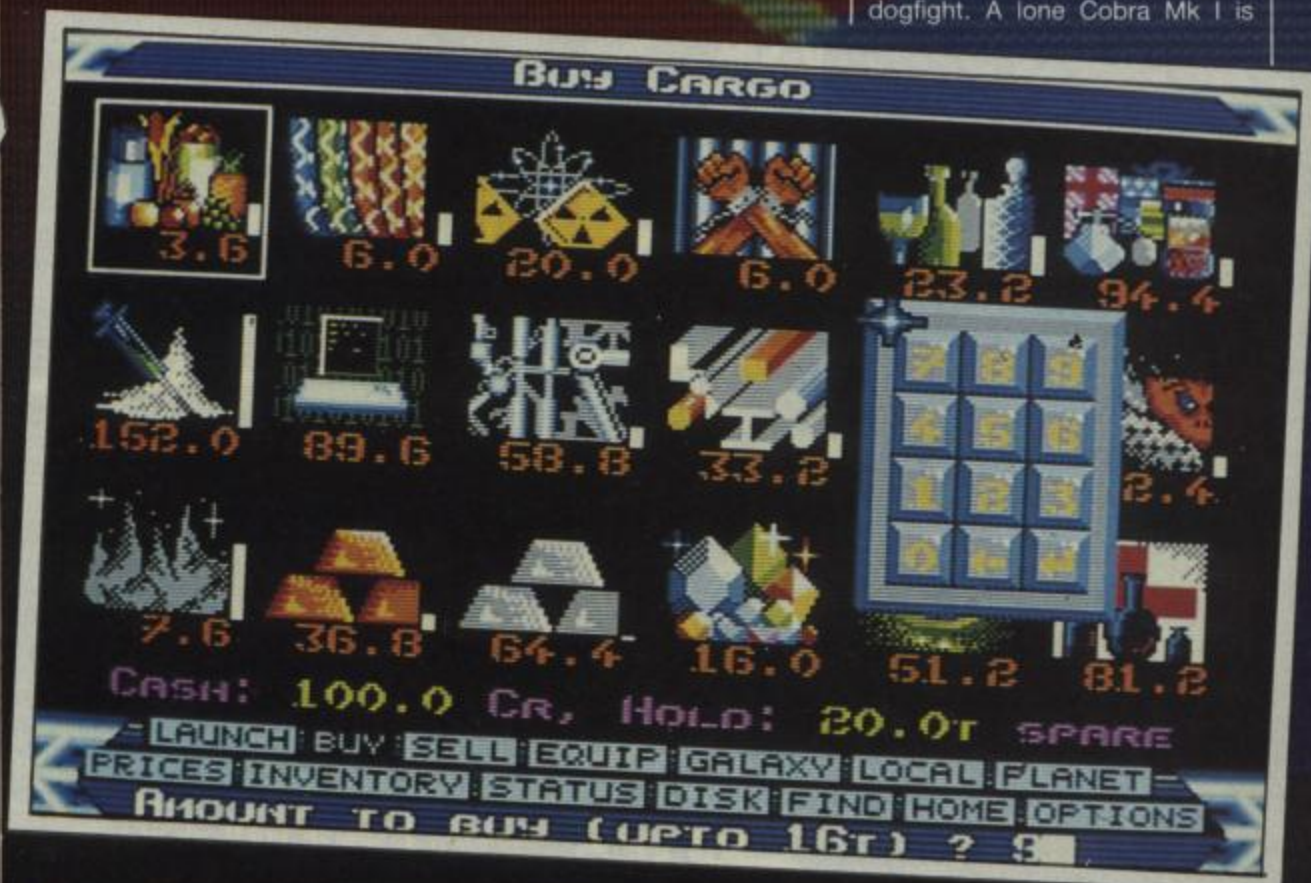 dogfight. A lone Cobra Mk I is
BUY CARGO
3.6 6.0 20.0 6.0 23.2 94.4
7 8 9
4 5 6
152.0 89.6 58.8 33.2 2.4
1 2 3
0
7.6 36.8 64.4 16.0 51.2 81.2
CASH: 100.0 CR, HOLD: 20.0T SPARE
LAUNCH BUY SELL EQUIP GALAXY LOCAL PLANET
PRICES INVENTORY STATUS DISK FIND HOME OPTIONS
AMOUNT TO BUY (UPTO 16T) ? 9